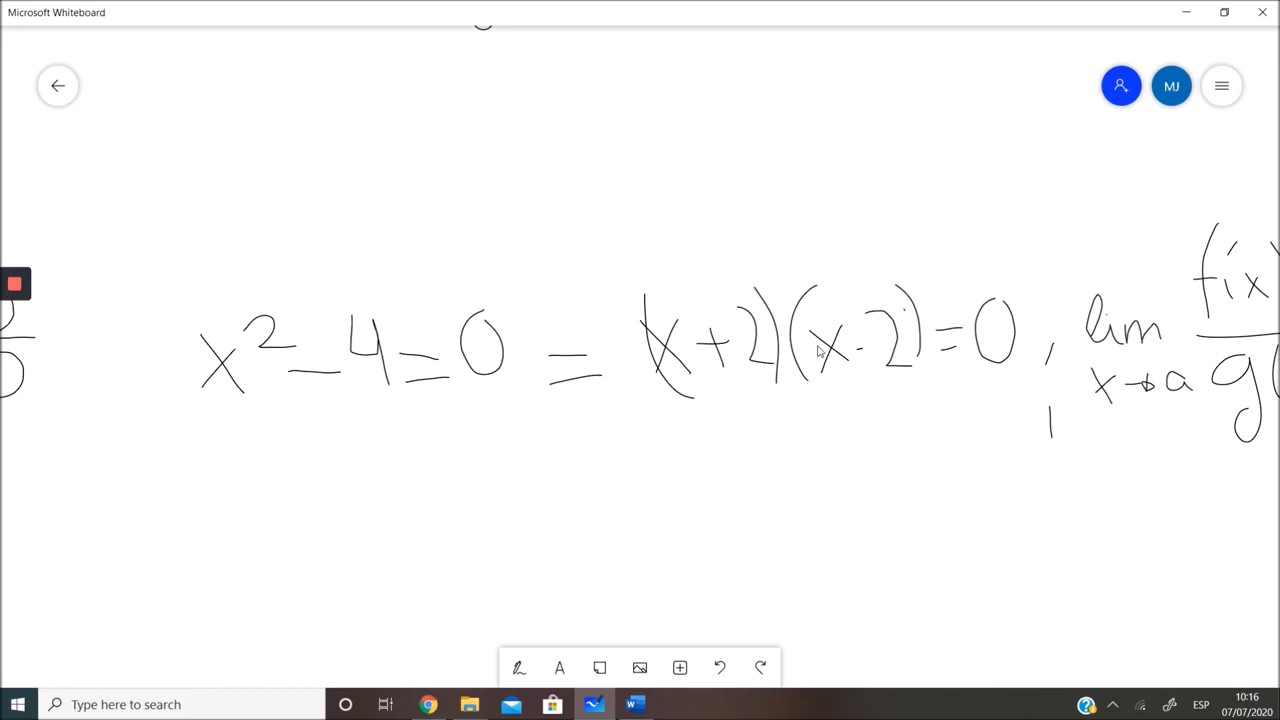 Microsoft Whiteboard
MJ
x² - 4 = 0 = (x + 2)(x - 2) = 0 , lim f(x)
x→a g(
Type here to search
ESP
10:16
07/07/2020